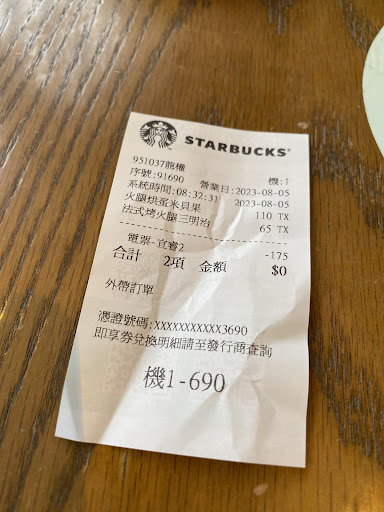 STARBUCKS®
951037龍機 機:1
序號:91690 營業日:2023-08-05
系統時間:08:32:31 2023-08-05
火腿烘蛋米貝果 110 TX
法式烤火腿三明治 65 TX
電票-宜睿2 -175
合計 2項 金額 $0
外帶訂單
憑證號碼:XXXXXXXXXXX3690
即享券兌換明細請至發行商查詢
機1-690